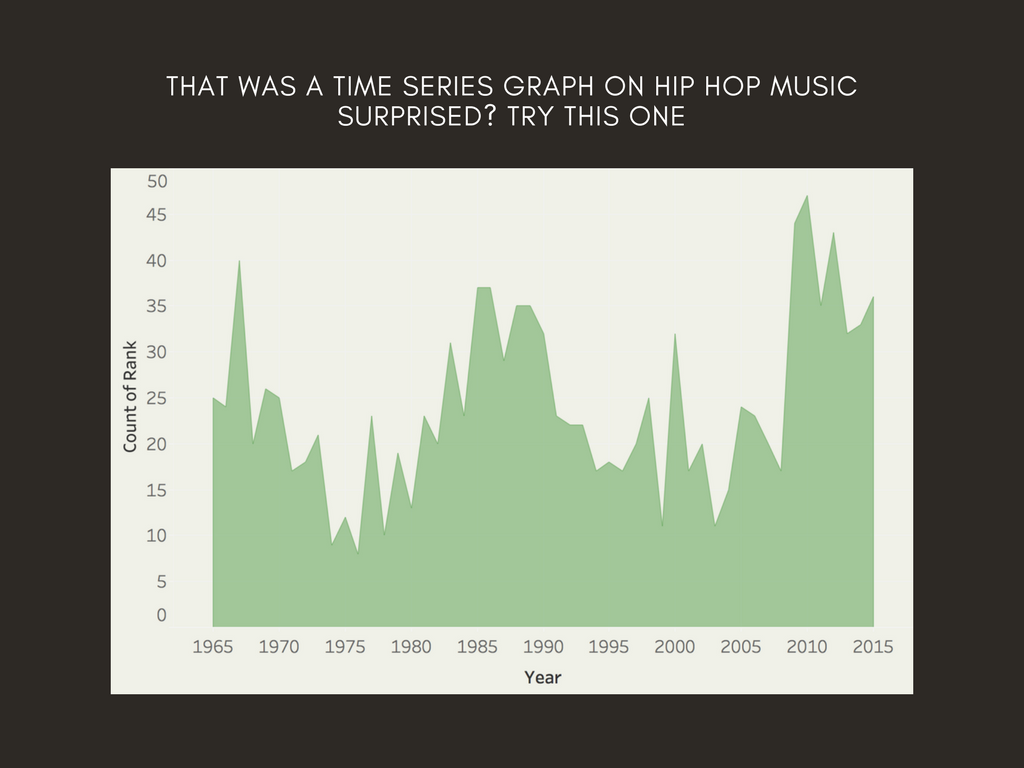 THAT WAS A TIME SERIES GRAPH ON HIP HOP MUSIC
SURPRISED? TRY THIS ONE
50
45
40
35
30
25
20
15
10
5
0
Count of Rank
1965 1970 1975 1980 1985 1990 1995 2000 2005 2010 2015
Year